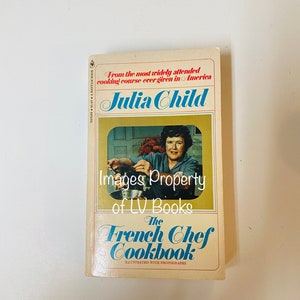 From the most widely attended
cooking course ever given in America
Julia Child
Images Property
of LV Books
The
French Chef
Cookbook
ILLUSTRATED WITH PHOTOGRAPHS